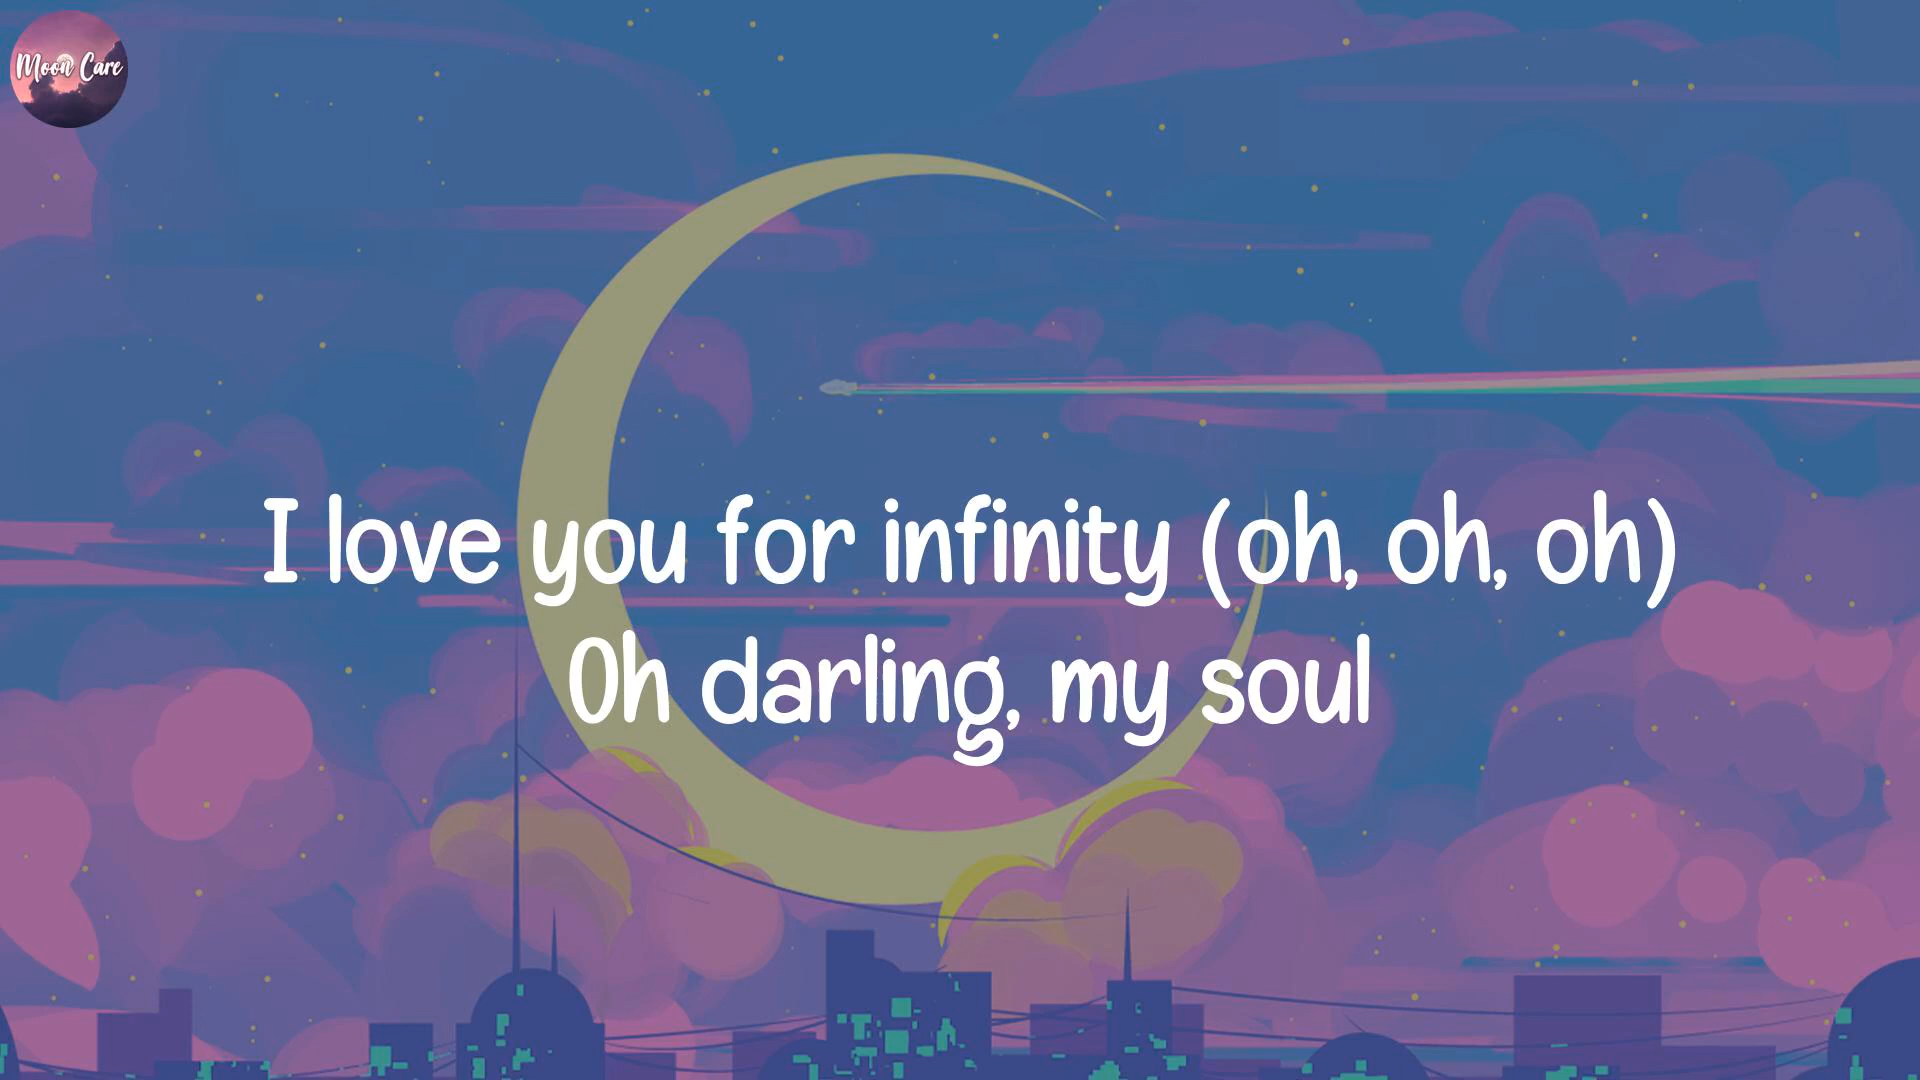 Moon Care
I love you for infinity (oh, oh, oh)
Oh darling, my soul